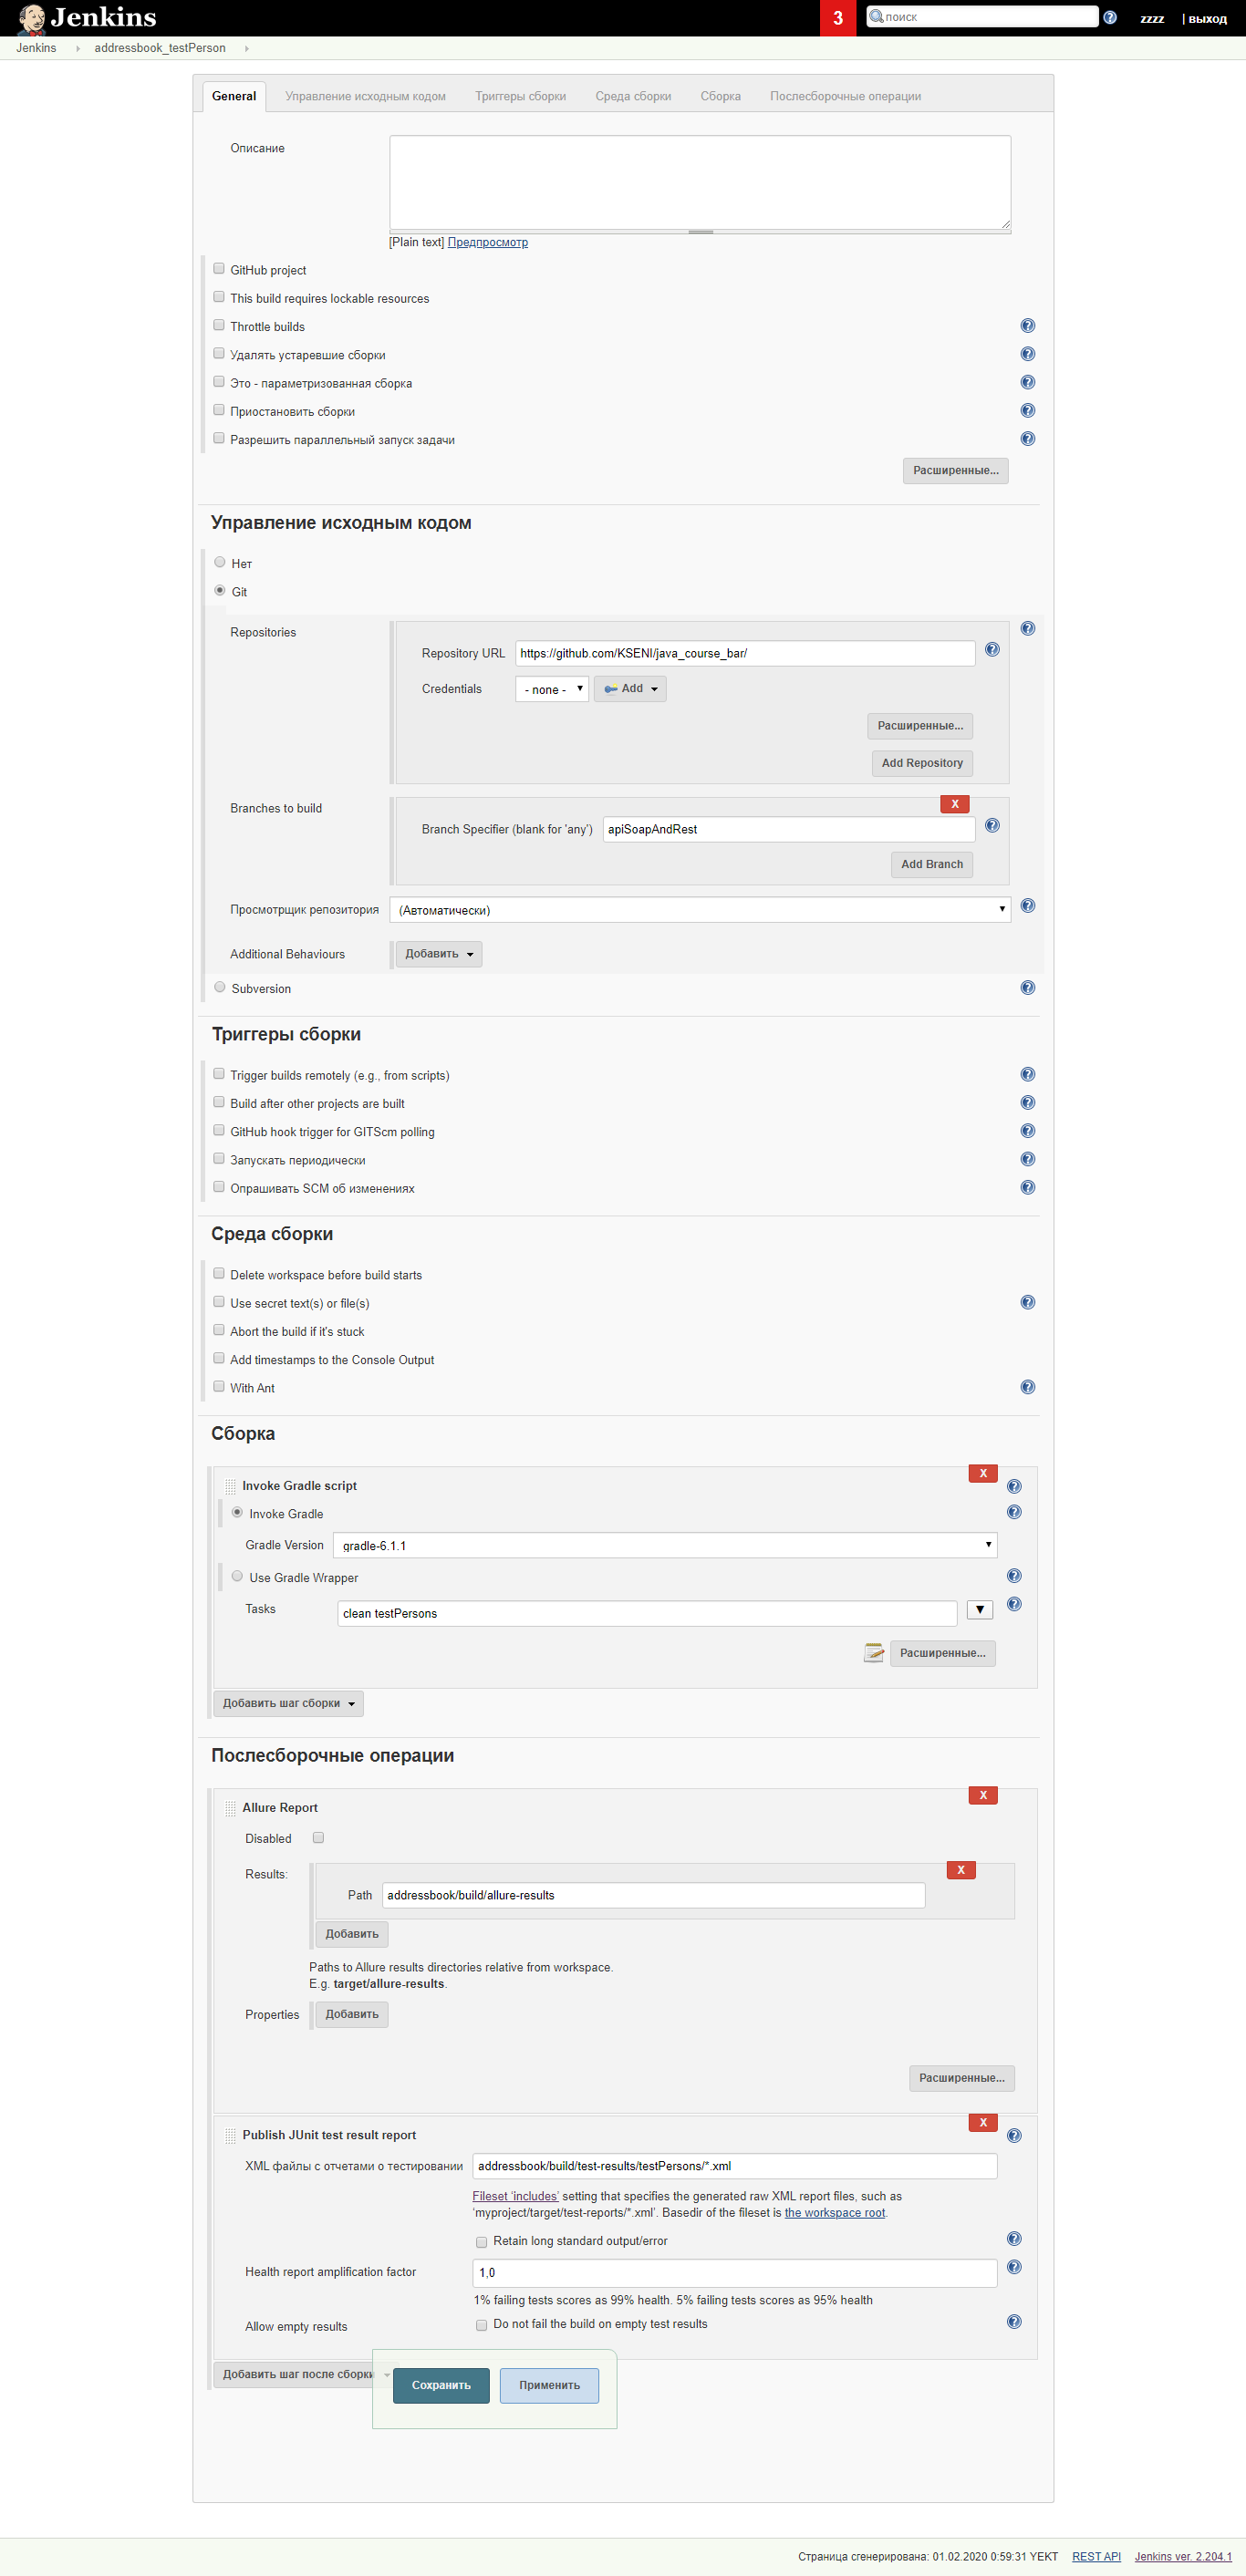 Jenkins
3
поиск
zzzz
| выход
Jenkins
addressbook_testPerson
General
Управление исходным кодом
Триггеры сборки
Среда сборки
Сборка
Послесборочные операции
Описание
[Plain text] Предпросмотр
GitHub project
This build requires lockable resources
Throttle builds
Удалять устаревшие сборки
Это - параметризованная сборка
Приостановить сборки
Разрешить параллельный запуск задачи
Расширенные...
Управление исходным кодом
Нет
Git
Repositories
Repository URL
https://github.com/KSENI/java_course_bar/
Credentials
- none -
Add
Расширенные...
Add Repository
Branches to build
X
Branch Specifier (blank for 'any')
apiSoapAndRest
Add Branch
Просмотрщик репозитория
(Автоматически)
Additional Behaviours
Добавить
Subversion
Триггеры сборки
Trigger builds remotely (e.g., from scripts)
Build after other projects are built
GitHub hook trigger for GITScm polling
Запускать периодически
Опрашивать SCM об изменениях
Среда сборки
Delete workspace before build starts
Use secret text(s) or file(s)
Abort the build if it's stuck
Add timestamps to the Console Output
With Ant
Сборка
X
Invoke Gradle script
Invoke Gradle
Gradle Version
gradle-6.1.1
Use Gradle Wrapper
Tasks
clean testPersons
Расширенные...
Добавить шаг сборки
Послесборочные операции
X
Allure Report
Disabled
Results:
X
Path
addressbook/build/allure-results
Добавить
Paths to Allure results directories relative from workspace.
E.g. target/allure-results.
Properties
Добавить
Расширенные...
X
Publish JUnit test result report
XML файлы с отчетами о тестировании
addressbook/build/test-results/testPersons/*.xml
Fileset ‘includes’ setting that specifies the generated raw XML report files, such as
‘myproject/target/test-reports/*.xml’. Basedir of the fileset is the workspace root.
Retain long standard output/error
Health report amplification factor
1,0
1% failing tests scores as 99% health. 5% failing tests scores as 95% health
Allow empty results
Do not fail the build on empty test results
Добавить шаг после сборки
Сохранить
Применить
Страница сгенерирована: 01.02.2020 0:59:31 YEKT
REST API
Jenkins ver. 2.204.1